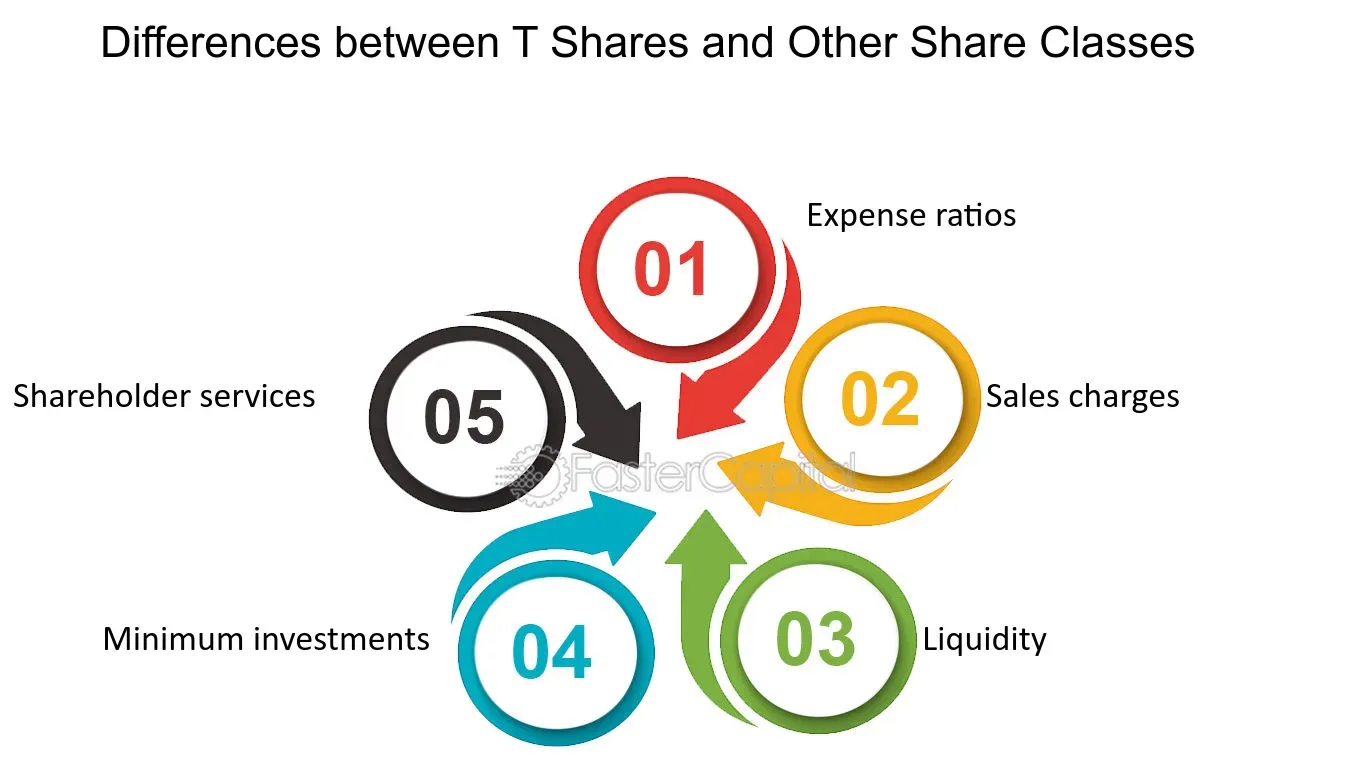 Differences between T Shares and Other Share Classes
01
Expense ratios
02
Sales charges
03
Liquidity
04
Minimum investments
05
Shareholder services
FasterCapital